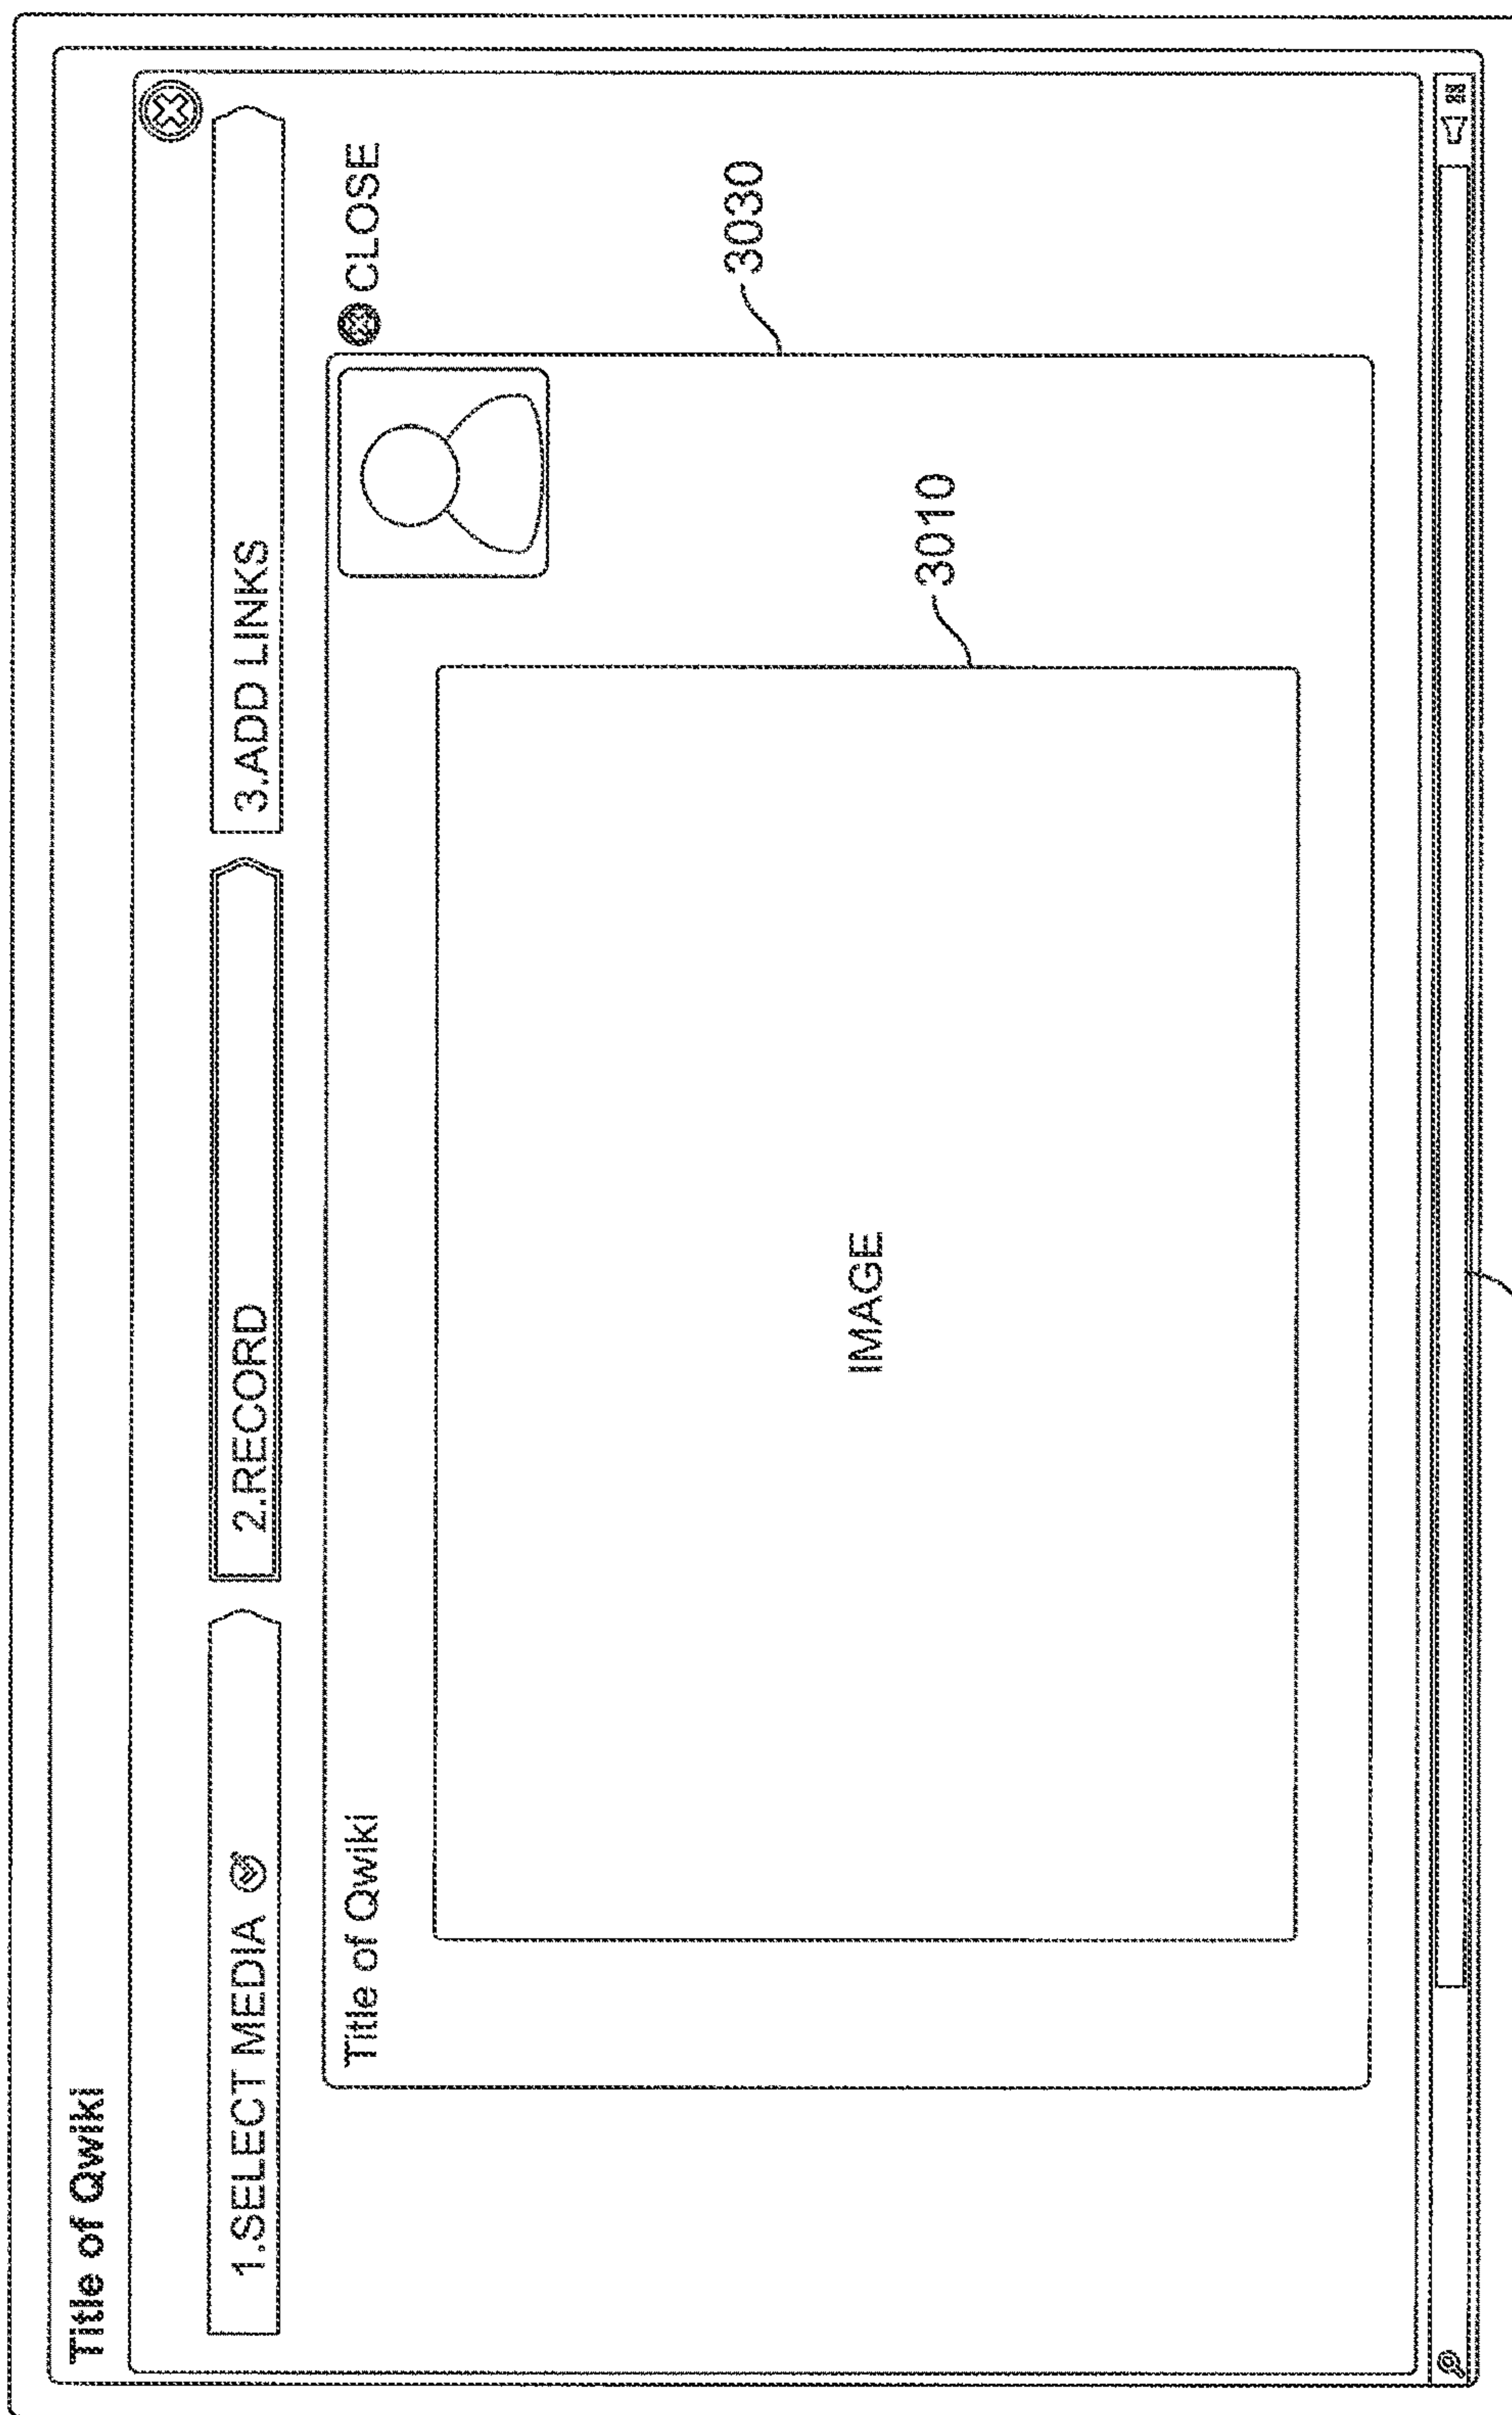 Title of Qwiki
1.SELECT MEDIA
2.RECORD
3.ADD LINKS
Title of Qwiki
CLOSE
3030
3010
IMAGE